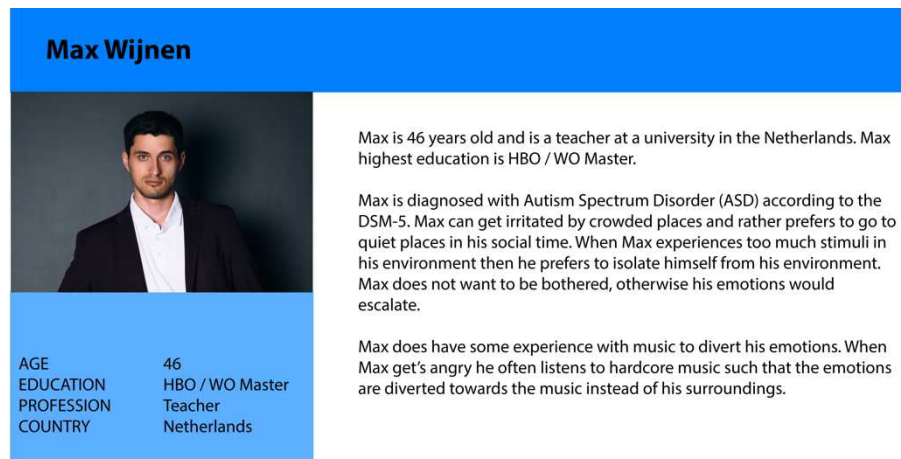 Max Wijnen
Max is 46 years old and is a teacher at a university in the Netherlands. Max
highest education is HBO / WO Master.
Max is diagnosed with Autism Spectrum Disorder (ASD) according to the
DSM-5. Max can get irritated by crowded places and rather prefers to go to
quiet places in his social time. When Max experiences too much stimuli in
his environment then he prefers to isolate himself from his environment.
Max does not want to be bothered, otherwise his emotions would
escalate.
Max does have some experience with music to divert his emotions. When
Max get's angry he often listens to hardcore music such that the emotions
are diverted towards the music instead of his surroundings.
AGE 46
EDUCATION HBO / WO Master
PROFESSION Teacher
COUNTRY Netherlands